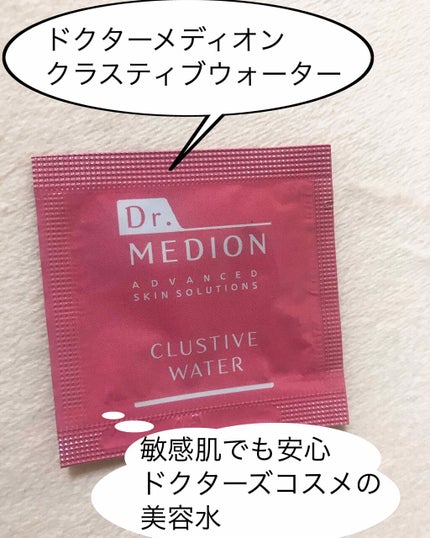 ドクターメディオン
クラスティブウォーター
Dr.
MEDION
ADVANCED
SKIN SOLUTIONS
CLUSTIVE
WATER
敏感肌でも安心
ドクターズコスメの
美容水